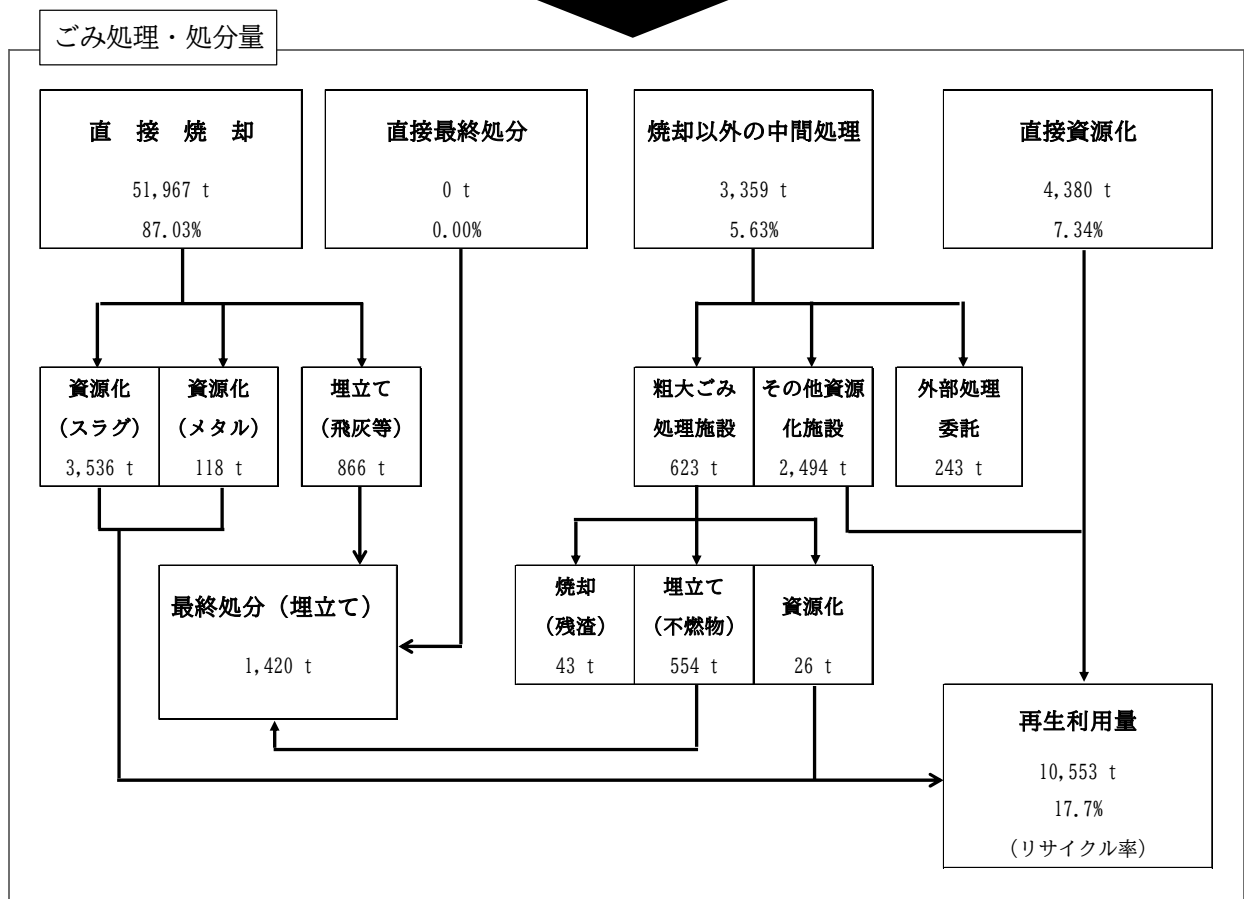 ごみ処理・処分量
直接焼却
51,967 t
87.03%
直接最終処分
0 t
0.00%
焼却以外の中間処理
3,359 t
5.63%
直接資源化
4,380 t
7.34%
資源化
(スラグ)
3,536 t
資源化
(メタル)
118 t
埋立て
(飛灰等)
866 t
粗大ごみ
処理施設
623 t
その他資源
化施設
2,494 t
外部処理
委託
243 t
最終処分(埋立て)
1,420 t
焼却
(残渣)
43 t
埋立て
(不燃物)
554 t
資源化
26 t
再生利用量
10,553 t
17.7%
(リサイクル率)